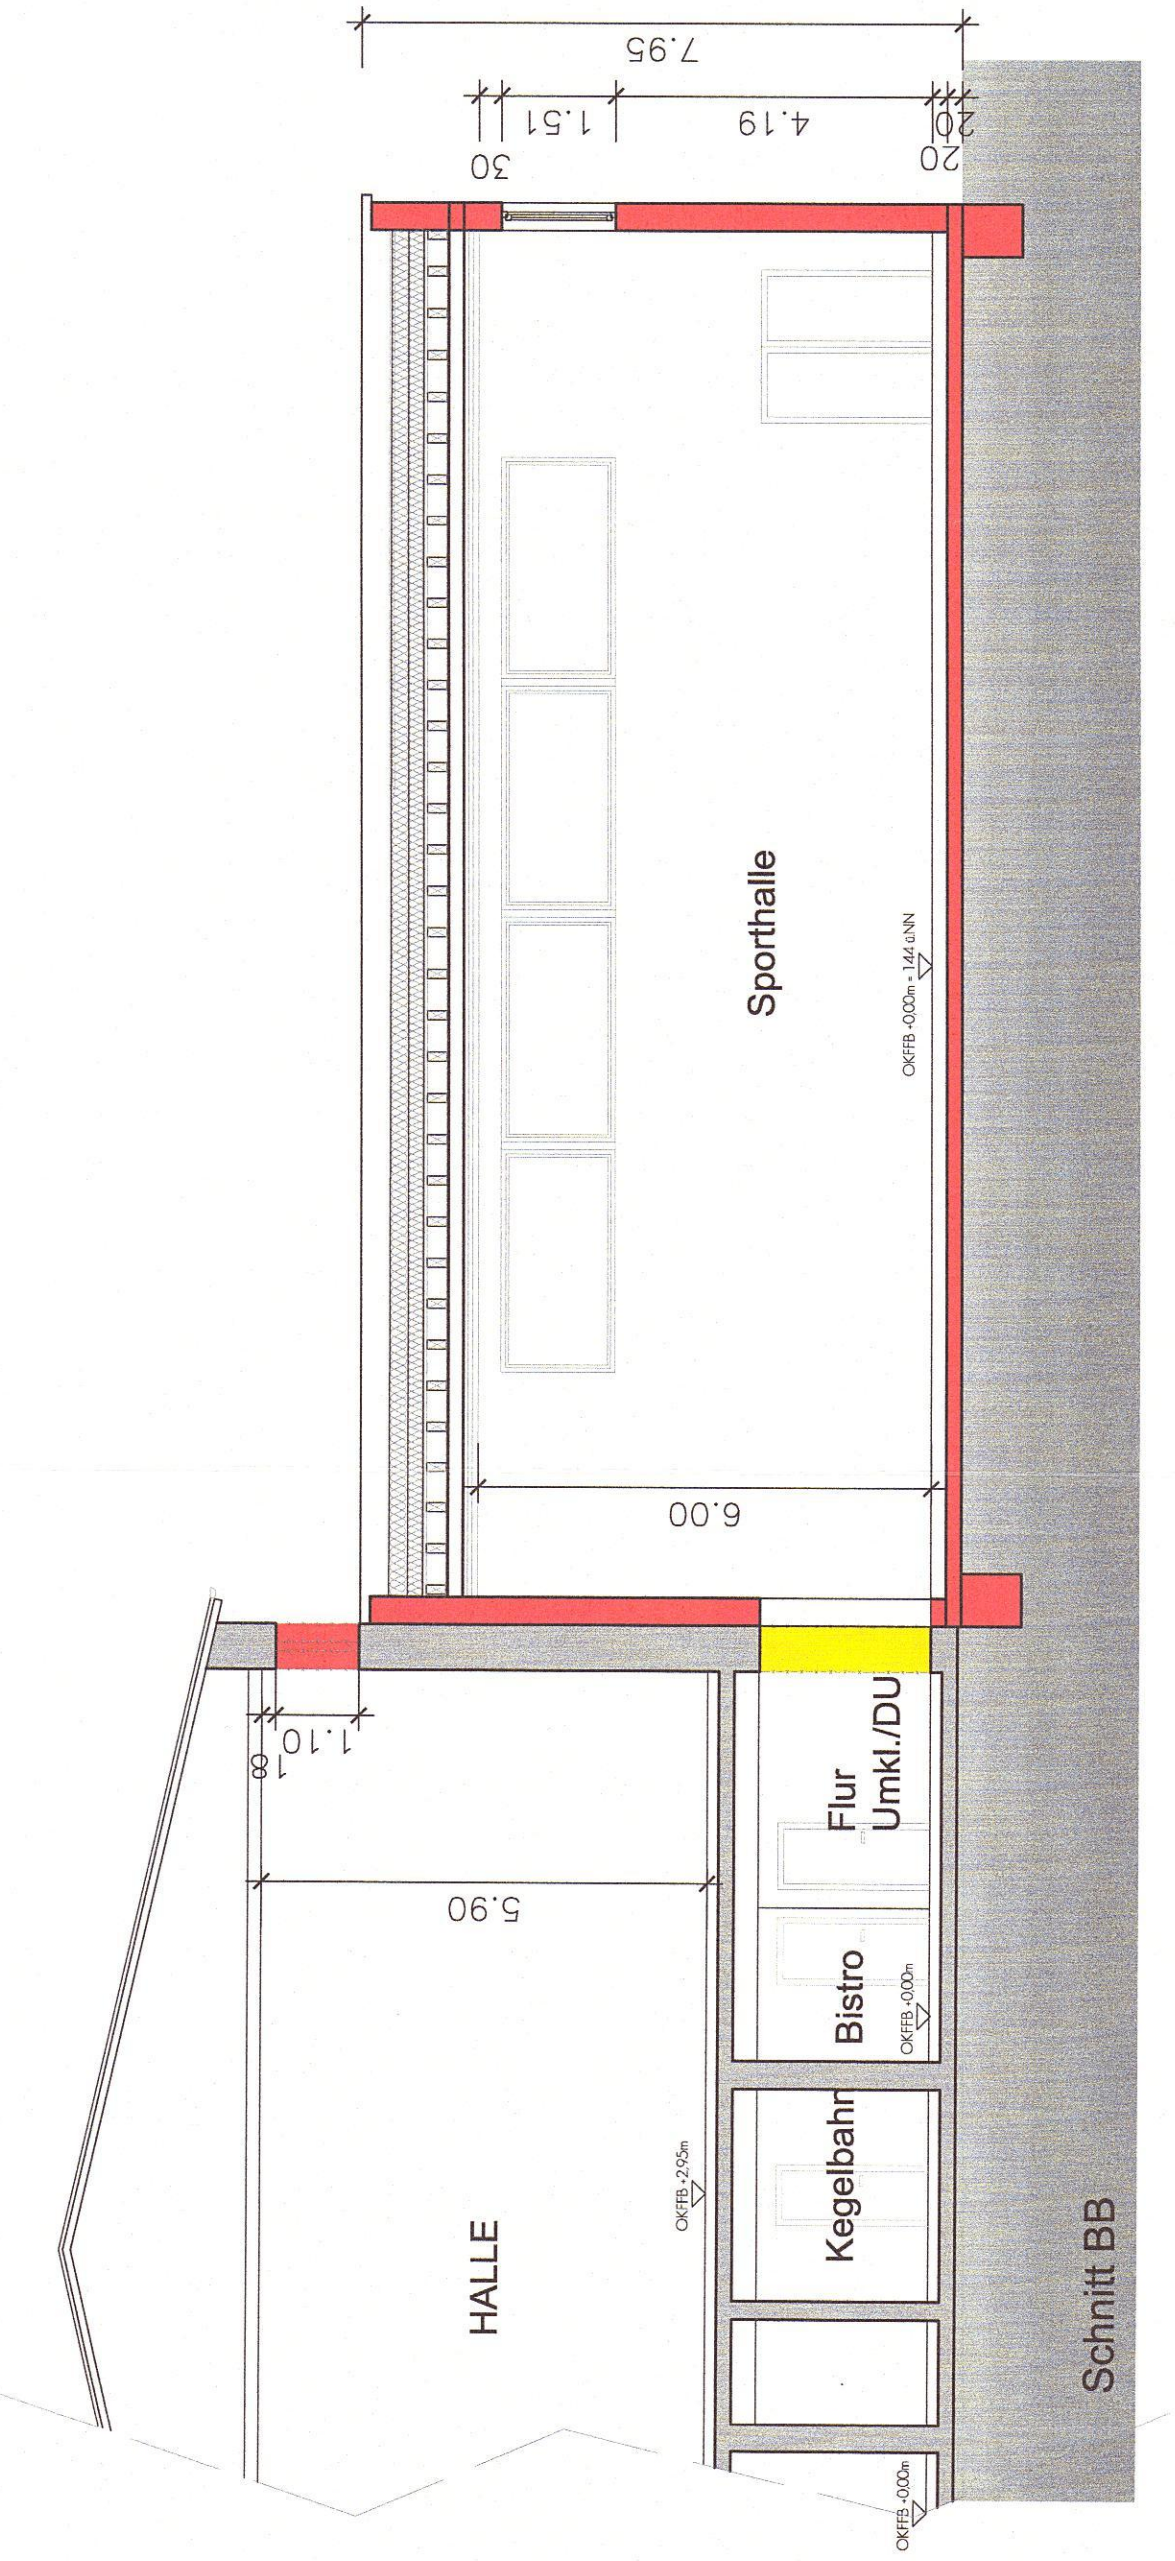 7.95
30
1.51
4.19
20
20
Sporthalle
OKFFB +0,00m = 144 ü.NN
6.00
18
1.10
5.90
HALLE
OKFFB +2,95m
Flur
Umkl./DU
Bistro
OKFFB +0,00m
Kegelbahn
OKFFB +0,00m
Schnitt BB